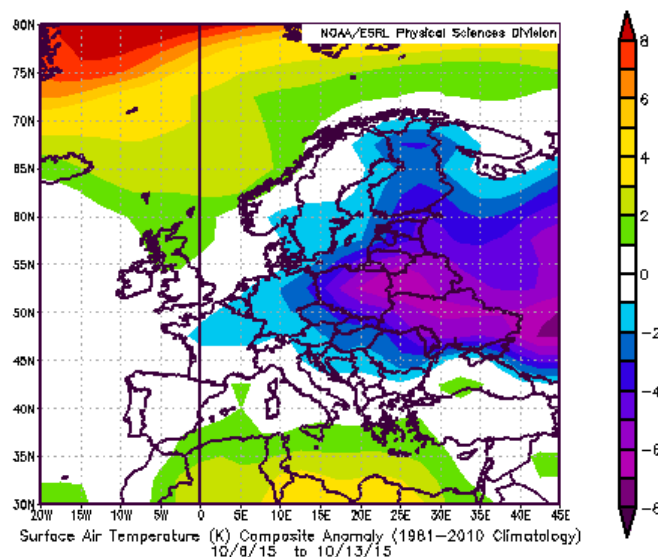 NOAA/ESRL Physical Sciences Division
80N
75N
70N
65N
60N
55N
50N
45N
40N
35N
30N
20W 15W 10W 5W 0 5E 10E 15E 20E 25E 30E 35E 40E 45E
8
6
4
2
0
-2
-4
-6
-8
Surface Air Temperature (K) Composite Anomaly (1981-2010 Climatology)
10/6/15 to 10/13/15